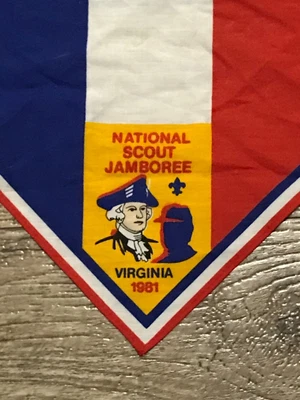 NATIONAL
SCOUT
JAMBOREE
VIRGINIA
1981